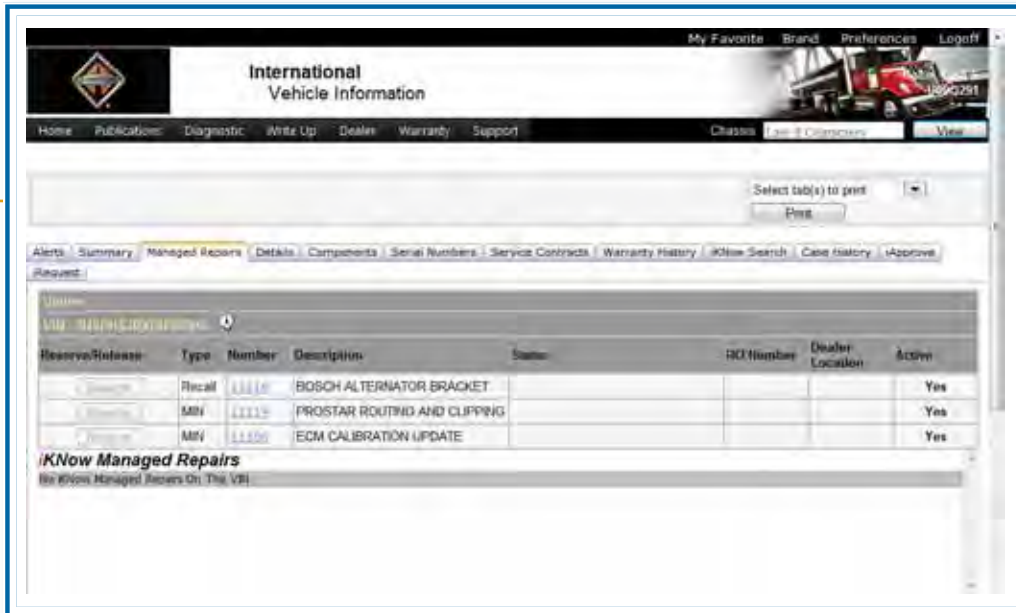 My Favorite Brand Preferences Logoff
International
Vehicle Information
Home Publications Diagnostic Write Up Dealer Warranty Support Chassis View
Select tab(s) to print
Print
Alerts Summary Managed Repairs Details Components Serial Numbers Service Contracts Warranty History iKNow Search Case History iApprove
Request
VIN
Reserve/Release Type Number Description Status RO Number Dealer Location Active
Recall BOSCH ALTERNATOR BRACKET Yes
MIN PROSTAR ROUTING AND CLIPPING Yes
MIN ECM CALIBRATION UPDATE Yes
iKNow Managed Repairs
No iKNow Managed Repairs On The VIN